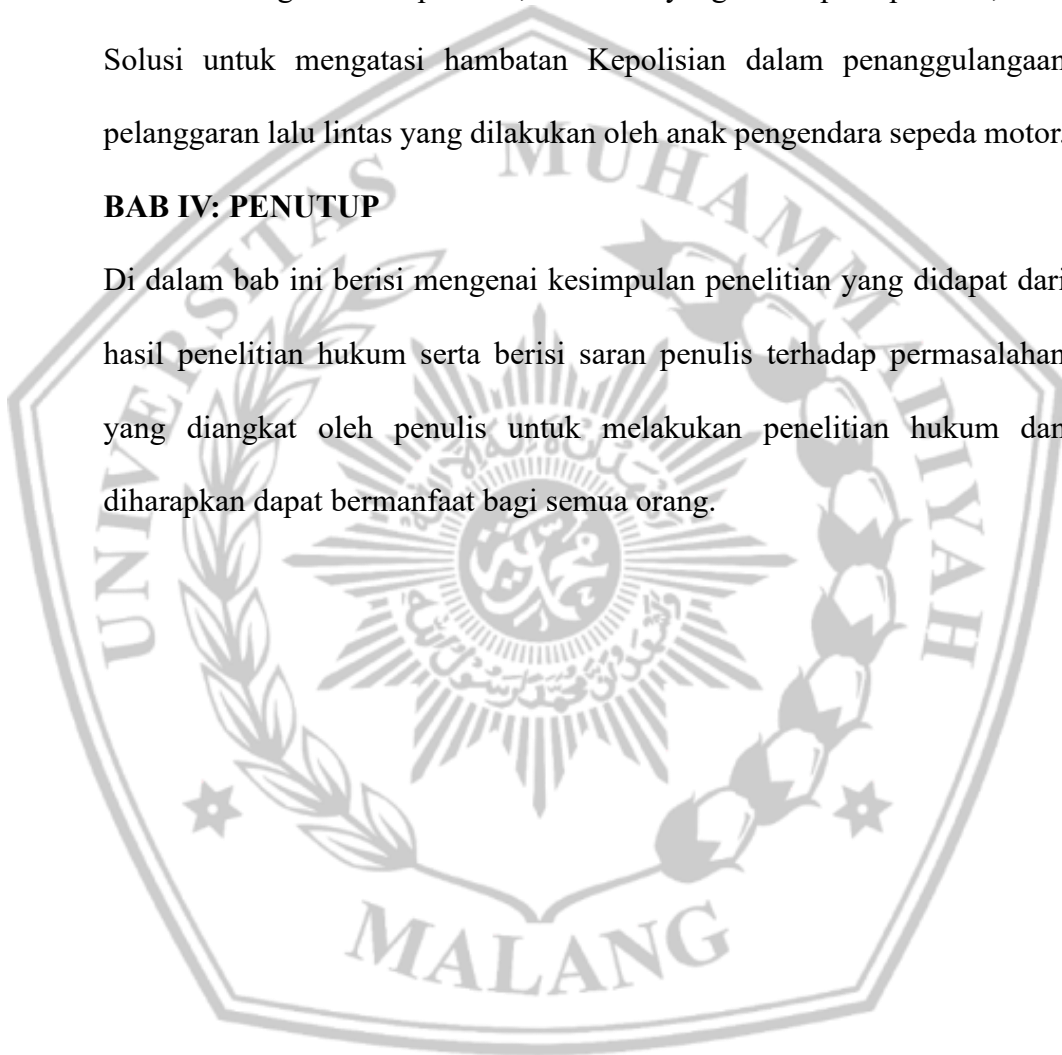 Solusi untuk mengatasi hambatan Kepolisian dalam penanggulangaan
pelanggaran lalu lintas yang dilakukan oleh anak pengendara sepeda motor.
BAB IV: PENUTUP
Di dalam bab ini berisi mengenai kesimpulan penelitian yang didapat dari
hasil penelitian hukum serta berisi saran penulis terhadap permasalahan
yang diangkat oleh penulis untuk melakukan penelitian hukum dan
diharapkan dapat bermanfaat bagi semua orang.
UNIVERSITAS MUHAMMADIYAH
MALANG